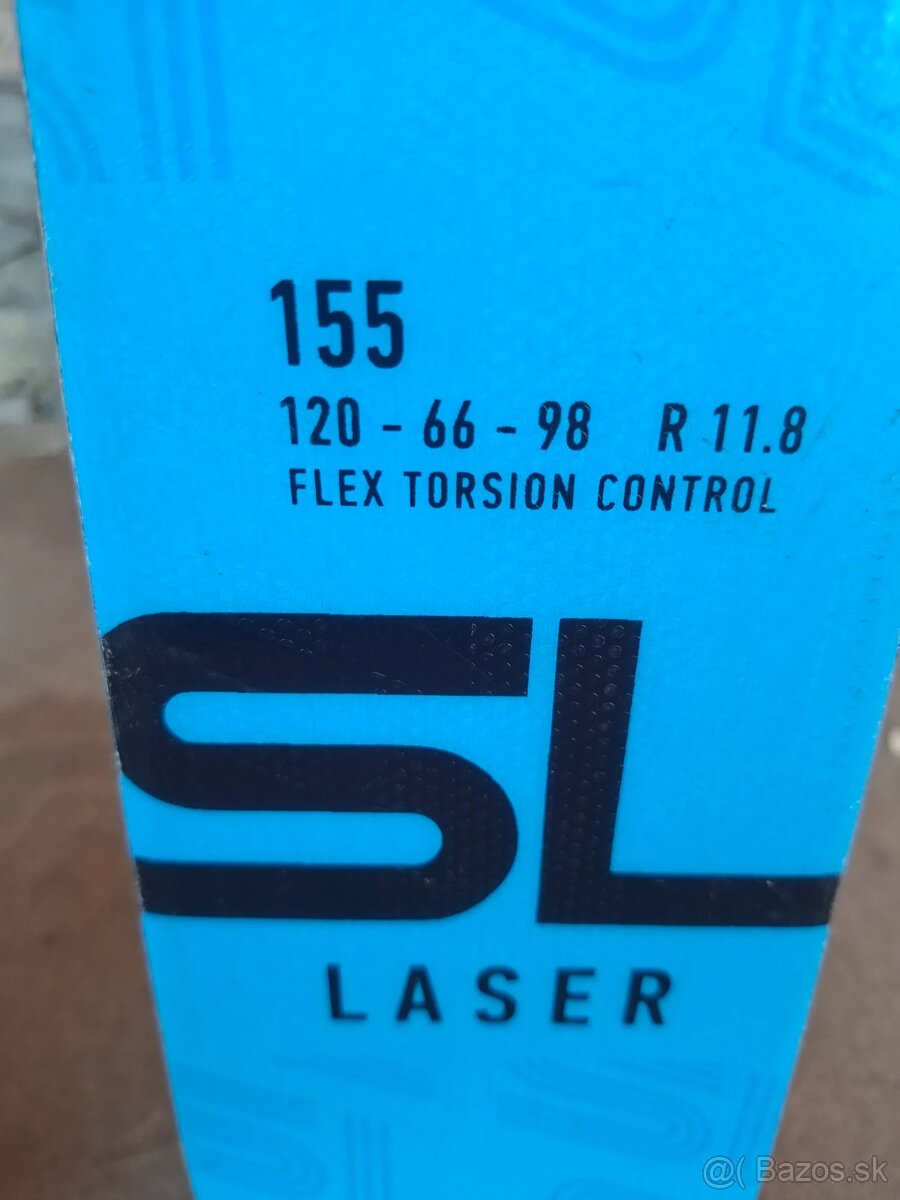 155
120 - 66 - 98 R 11.8
FLEX TORSION CONTROL
SL
LASER
@( Bazos.sk